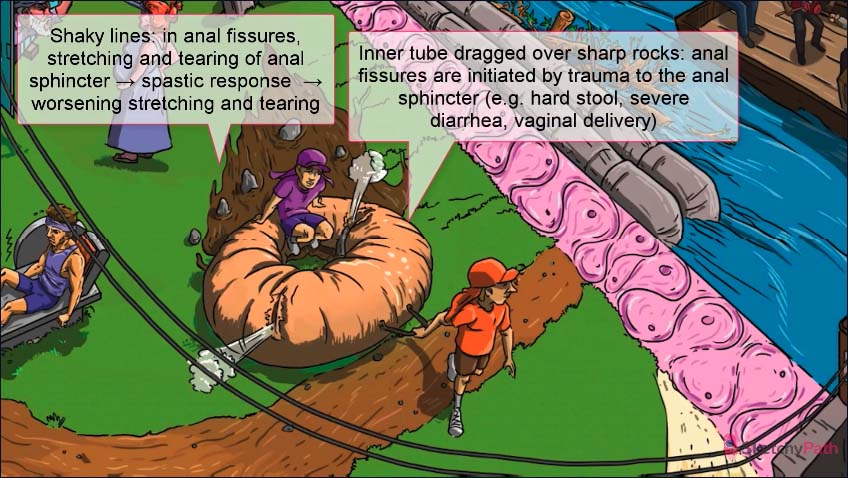 Shaky lines: in anal fissures,
stretching and tearing of anal
sphincter → spastic response →
worsening stretching and tearing
Inner tube dragged over sharp rocks: anal
fissures are initiated by trauma to the anal
sphincter (e.g. hard stool, severe
diarrhea, vaginal delivery)
SketchyPath